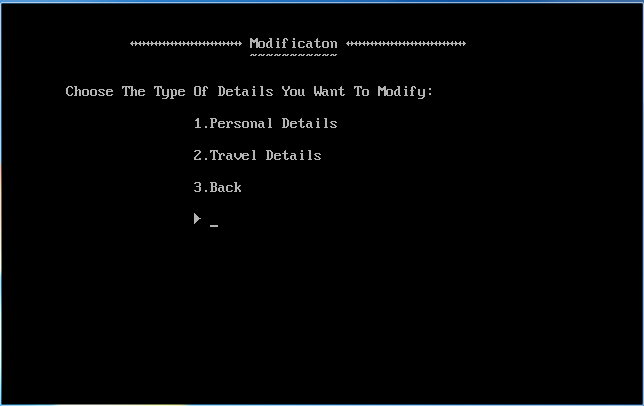 ↔↔↔↔↔↔↔↔↔↔↔↔↔↔ Modificaton ↔↔↔↔↔↔↔↔↔↔↔↔↔↔↔
~~~~~~~~~~~
Choose The Type Of Details You Want To Modify:
1.Personal Details
2.Travel Details
3.Back
► _